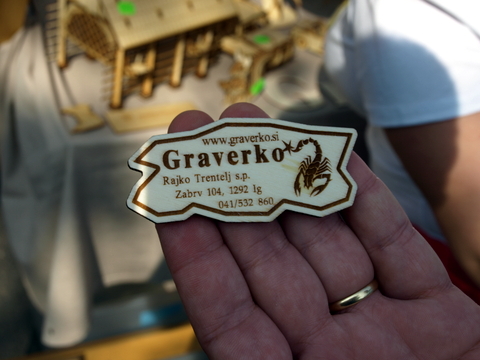 www.graverko.si
Graverko
Rajko Trentelj s.p.
Zabrv 104, 1292 Ig
041/532 860